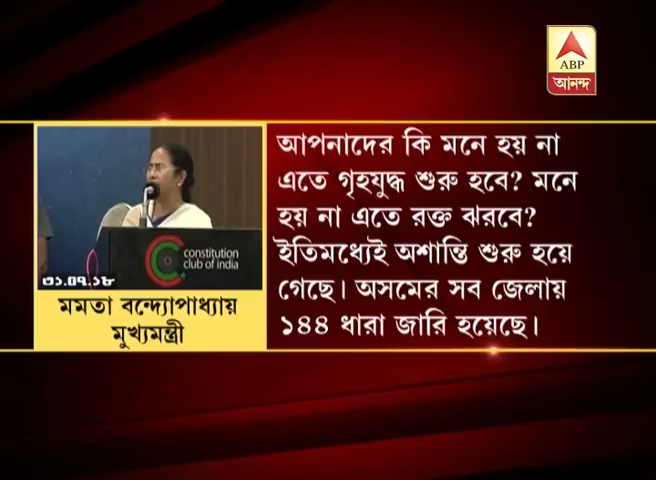 ABP
আনন্দ
আপনাদের কি মনে হয় না
এতে গৃহযুদ্ধ শুরু হবে? মনে
হয় না এতে রক্ত ঝরবে?
ইতিমধ্যেই অশান্তি শুরু হয়ে
গেছে। অসমের সব জেলায়
১৪৪ ধারা জারি হয়েছে।
constitution
club of india
৩১.০৭.১৮
মমতা বন্দ্যোপাধ্যায়
মুখ্যমন্ত্রী